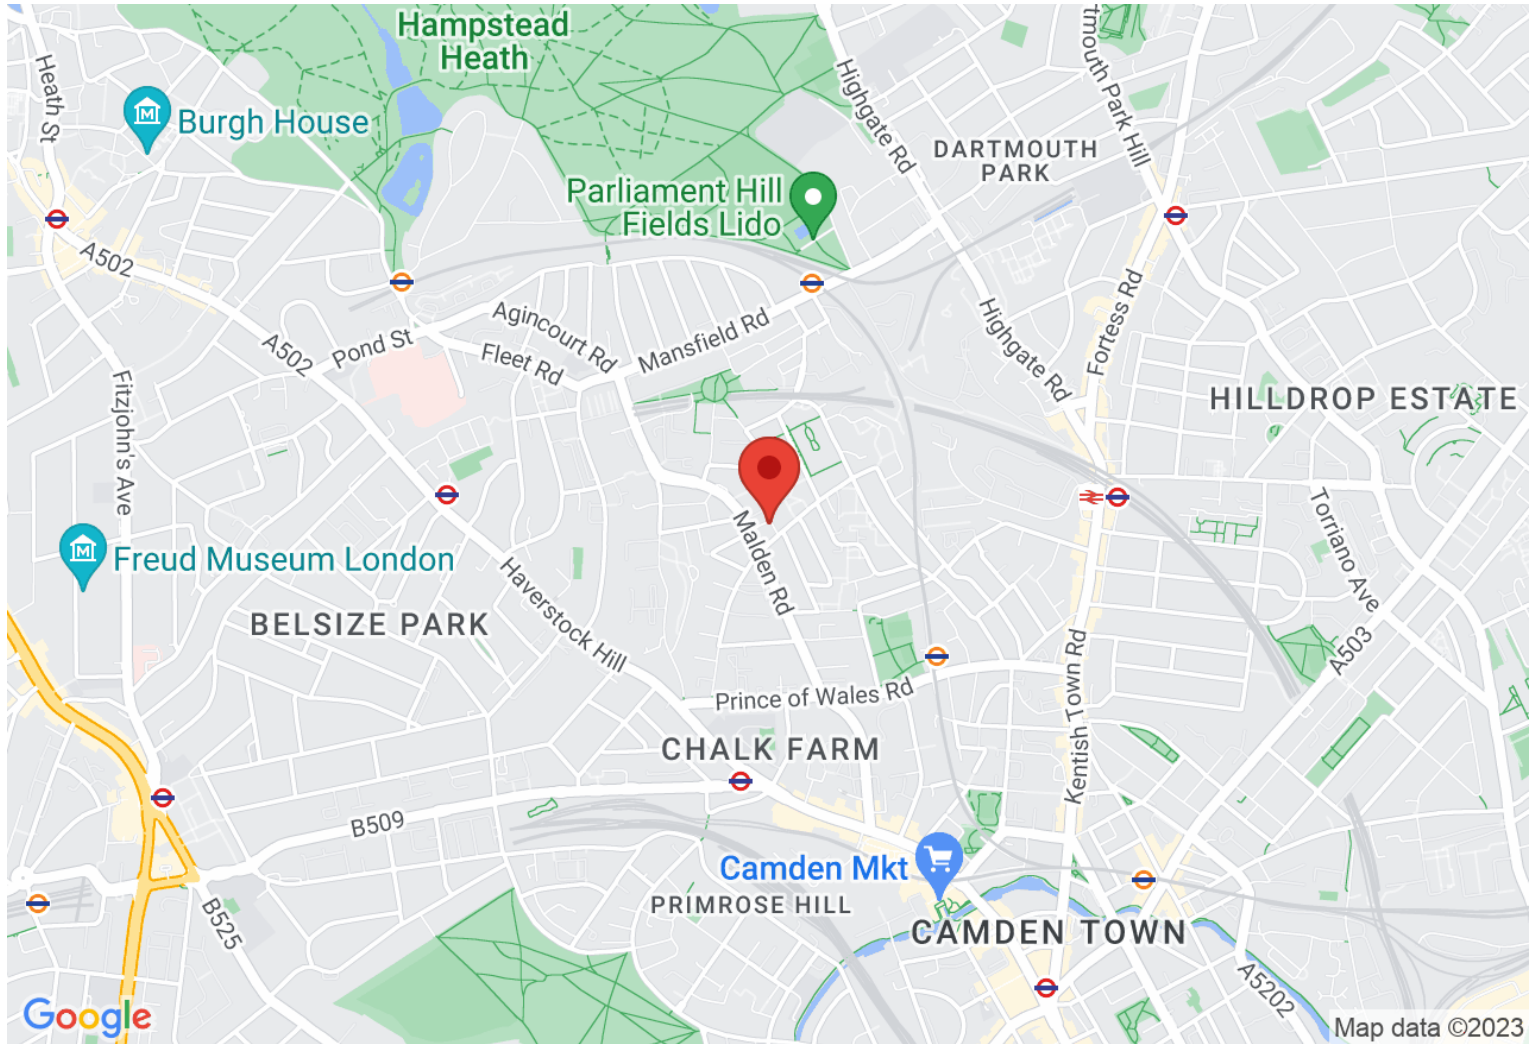 Hampstead
Heath
Heath St
Burgh House
Highgate Rd
tmouth Park Hill
DARTMOUTH
PARK
Parliament Hill
Fields Lido
A502
Agincourt Rd
Mansfield Rd
Highgate Rd
Fortess Rd
A502
Pond St
Fleet Rd
Fitzjohn's Ave
HILLDROP ESTATE
Malden Rd
Torriano Ave
Freud Museum London
Haverstock Hill
BELSIZE PARK
A503
Prince of Wales Rd
Kentish Town Rd
CHALK FARM
B509
Camden Mkt
PRIMROSE HILL
B525
CAMDEN TOWN
A5202
Google
Map data ©2023